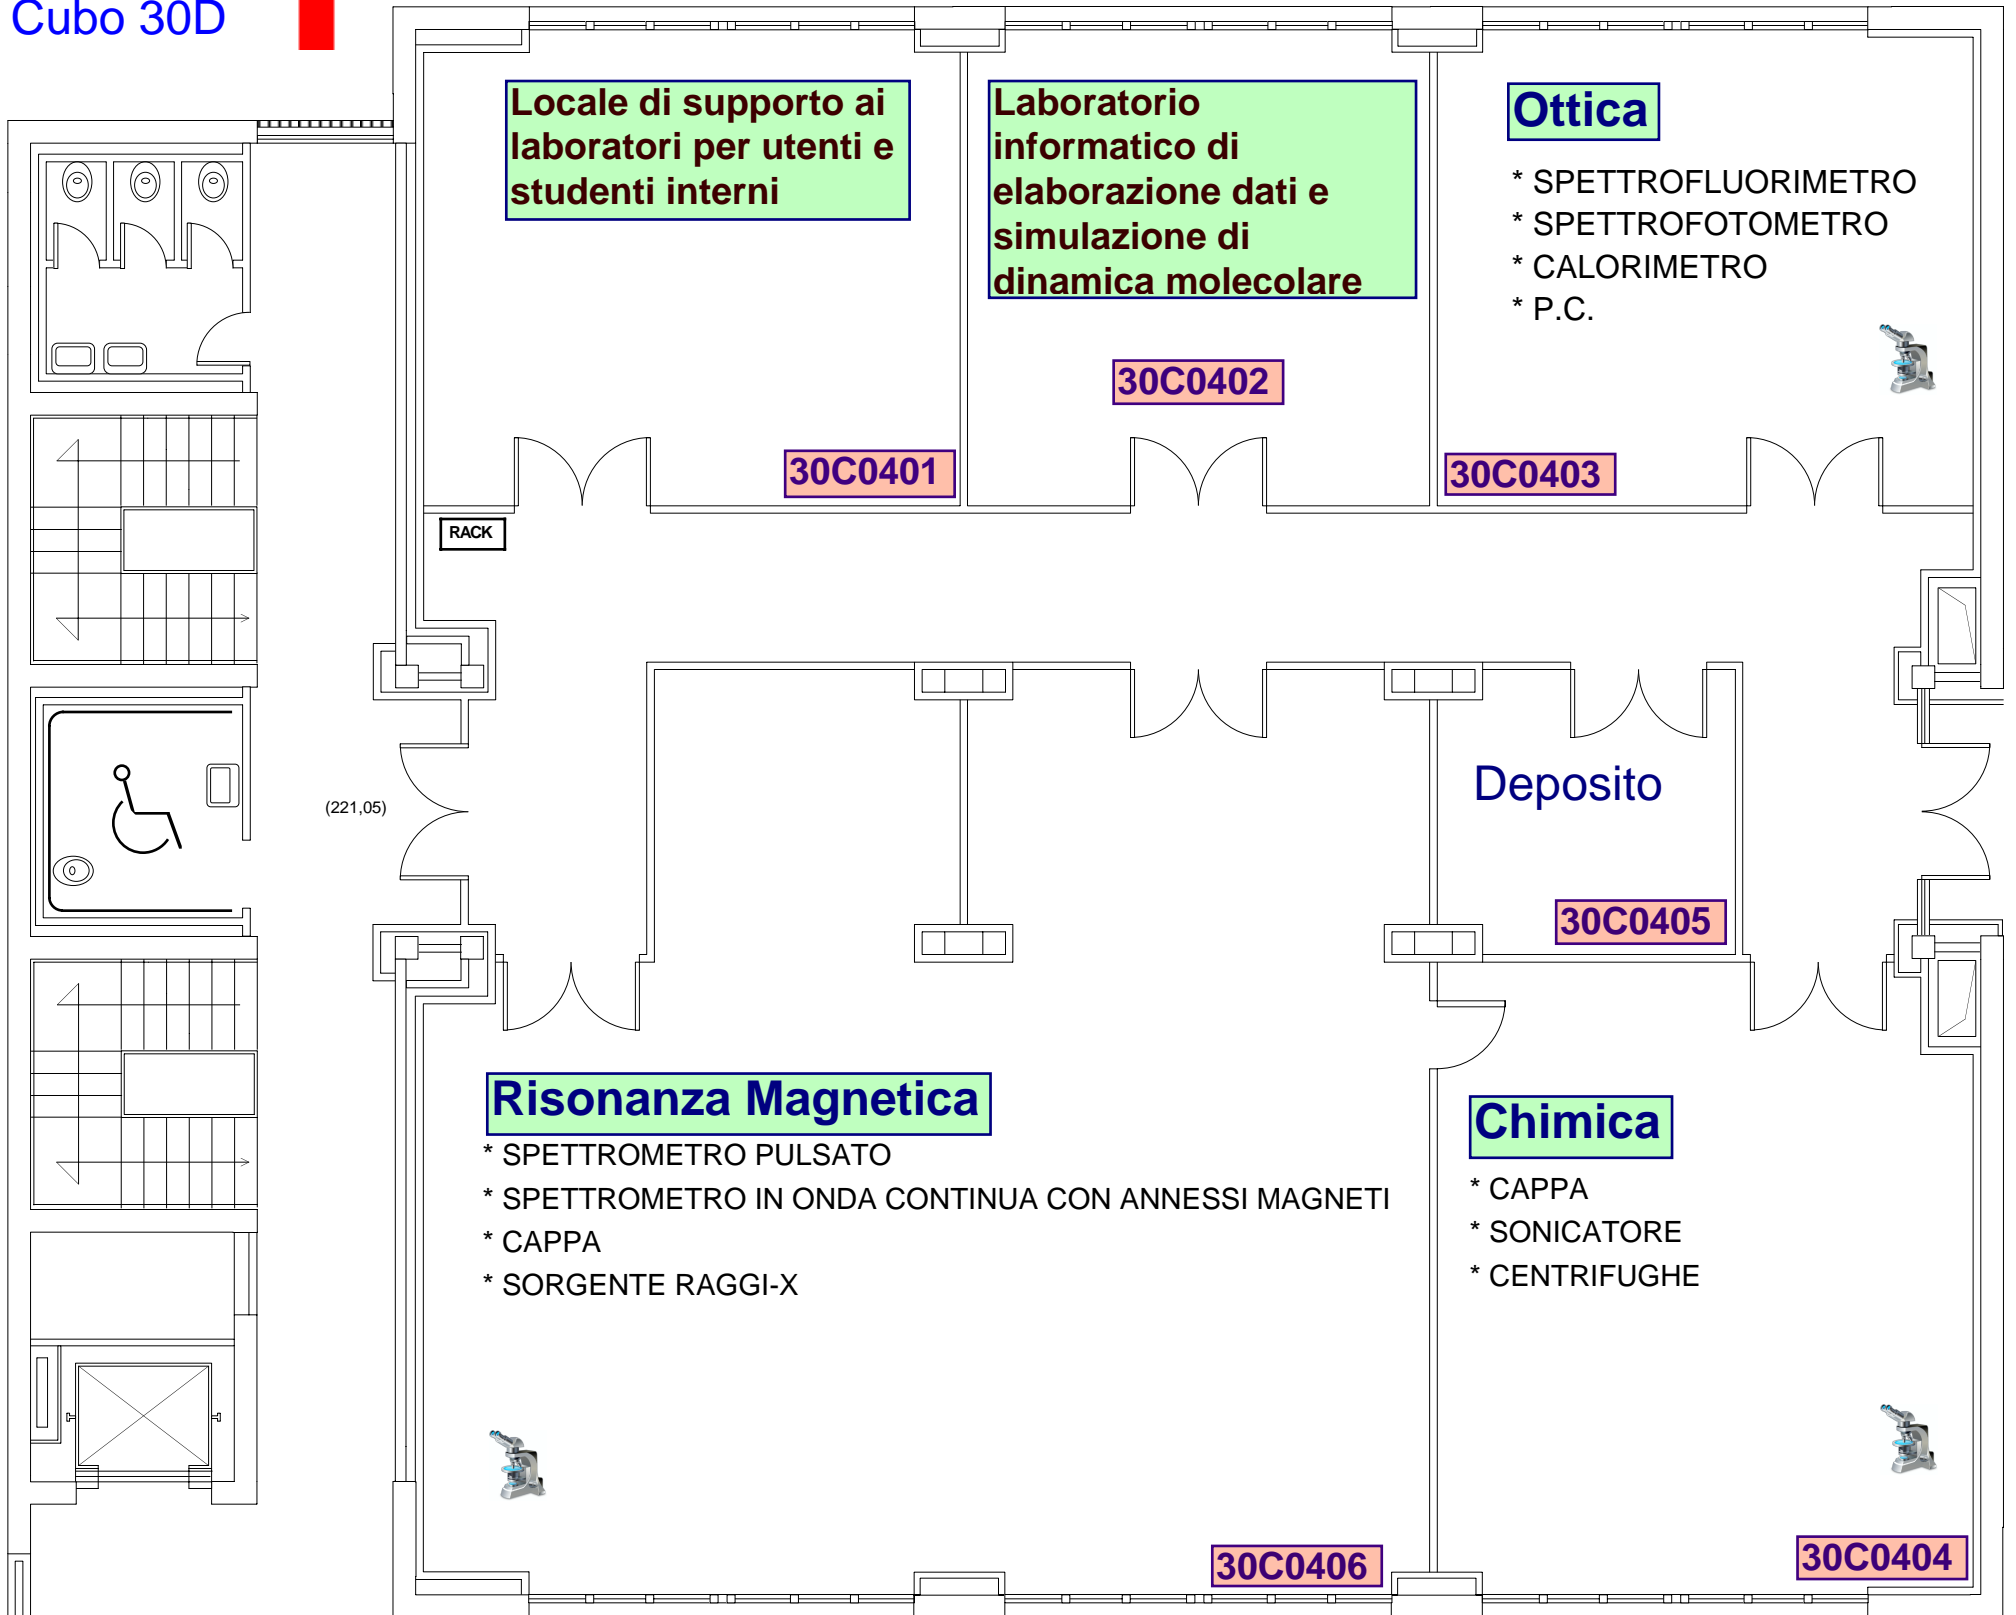 Cubo 30D
Locale di supporto ai
laboratori per utenti e
studenti interni
30C0401
Laboratorio
informatico di
elaborazione dati e
simulazione di
dinamica molecolare
30C0402
Ottica
* SPETTROFLUORIMETRO
* SPETTROFOTOMETRO
* CALORIMETRO
* P.C.
30C0403
RACK
(221,05)
Deposito
30C0405
Risonanza Magnetica
* SPETTROMETRO PULSATO
* SPETTROMETRO IN ONDA CONTINUA CON ANNESSI MAGNETI
* CAPPA
* SORGENTE RAGGI-X
30C0406
Chimica
* CAPPA
* SONICATORE
* CENTRIFUGHE
30C0404